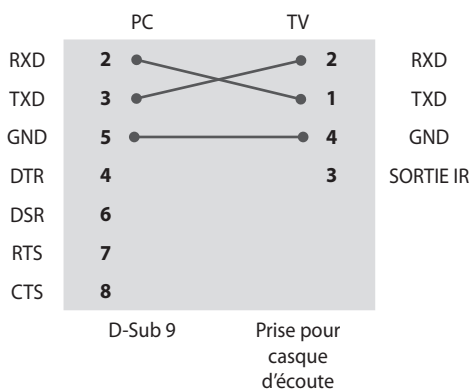 PC TV
RXD 2 2 RXD
TXD 3 1 TXD
GND 5 4 GND
DTR 4 3 SORTIE IR
DSR 6
RTS 7
CTS 8
D-Sub 9 Prise pour
casque
d'écoute